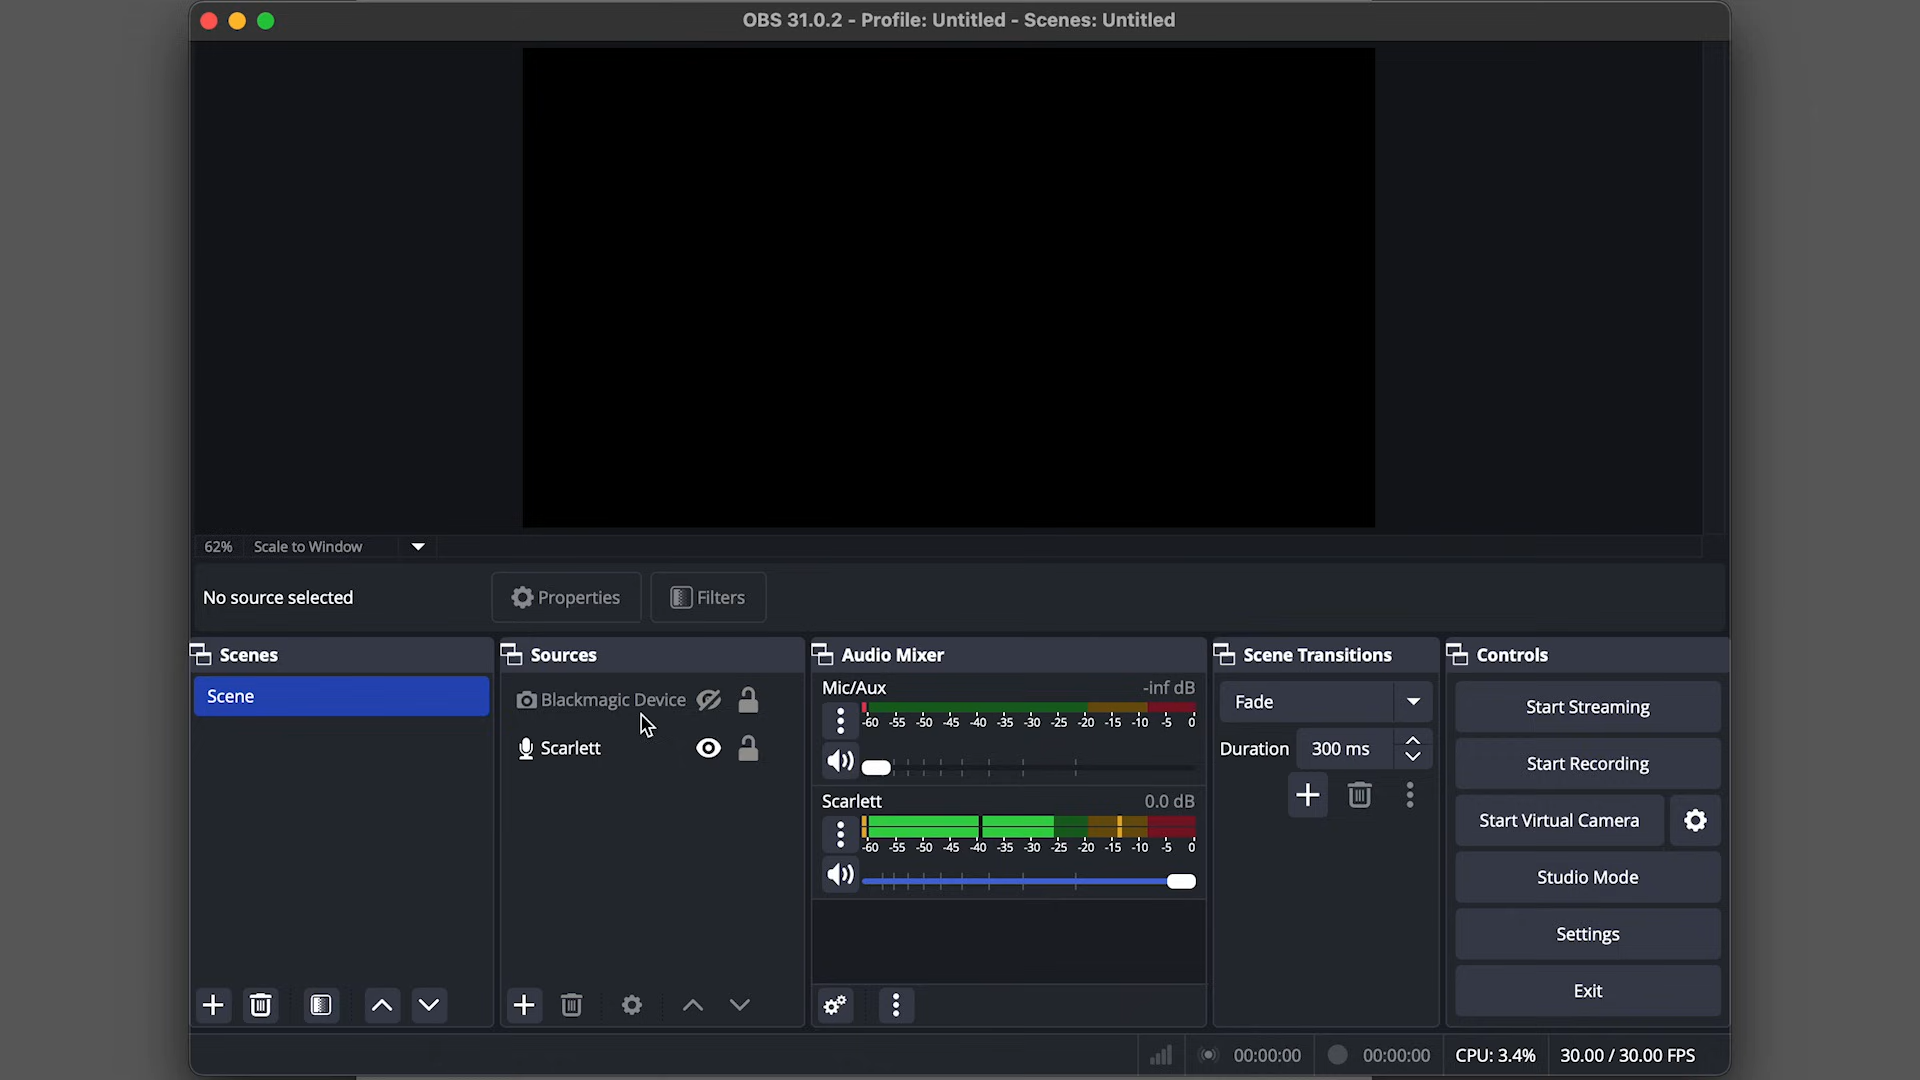 OBS 31.0.2 - Profile: Untitled - Scenes: Untitled
62% Scale to Window
No source selected Properties Filters
Scenes
Scene
Sources
Blackmagic Device
Scarlett
Audio Mixer
Mic/Aux -inf dB
-60 -55 -50 -45 -40 -35 -30 -25 -20 -15 -10 -5 0
Scarlett 0.0 dB
-60 -55 -50 -45 -40 -35 -30 -25 -20 -15 -10 -5 0
Scene Transitions
Fade
Duration 300 ms
Controls
Start Streaming
Start Recording
Start Virtual Camera
Studio Mode
Settings
Exit
00:00:00 00:00:00 CPU: 3.4% 30.00 / 30.00 FPS